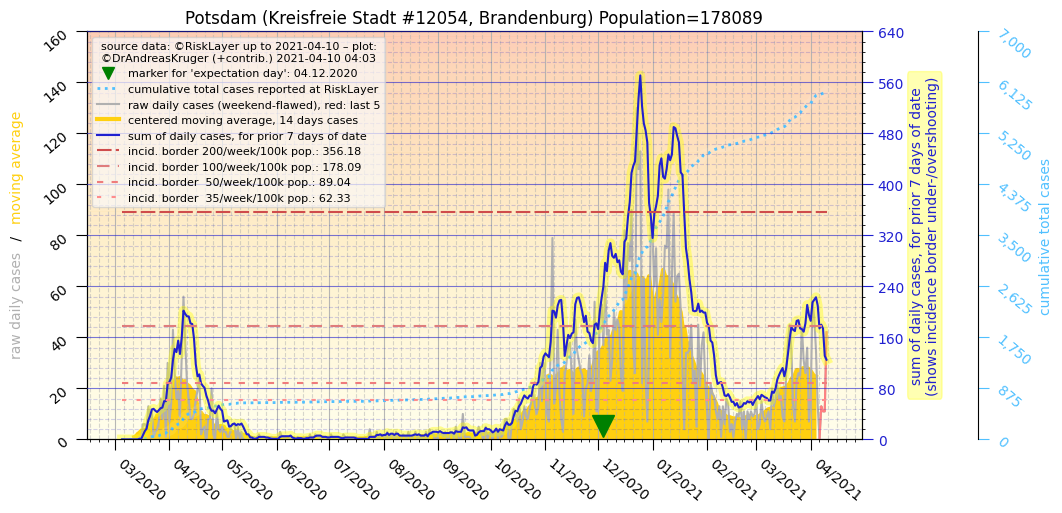 Potsdam (Kreisfreie Stadt #12054, Brandenburg) Population=178089
source data: ©RiskLayer up to 2021-04-10 – plot:
©DrAndreasKruger (+contrib.) 2021-04-10 04:03
marker for 'expectation day': 04.12.2020
cumulative total cases reported at RiskLayer
raw daily cases (weekend-flawed), red: last 5
centered moving average, 14 days cases
sum of daily cases, for prior 7 days of date
incid. border 200/week/100k pop.: 356.18
incid. border 100/week/100k pop.: 178.09
incid. border  50/week/100k pop.: 89.04
incid. border  35/week/100k pop.: 62.33
raw daily cases / moving average
160
140
120
100
80
60
40
20
0
03/2020
04/2020
05/2020
06/2020
07/2020
08/2020
09/2020
10/2020
11/2020
12/2020
01/2021
02/2021
03/2021
04/2021
640
560
480
400
320
240
160
80
0
sum of daily cases, for prior 7 days of date
(shows incidence border under-/overshooting)
7,000
6,125
5,250
4,375
3,500
2,625
1,750
875
0
cumulative total cases